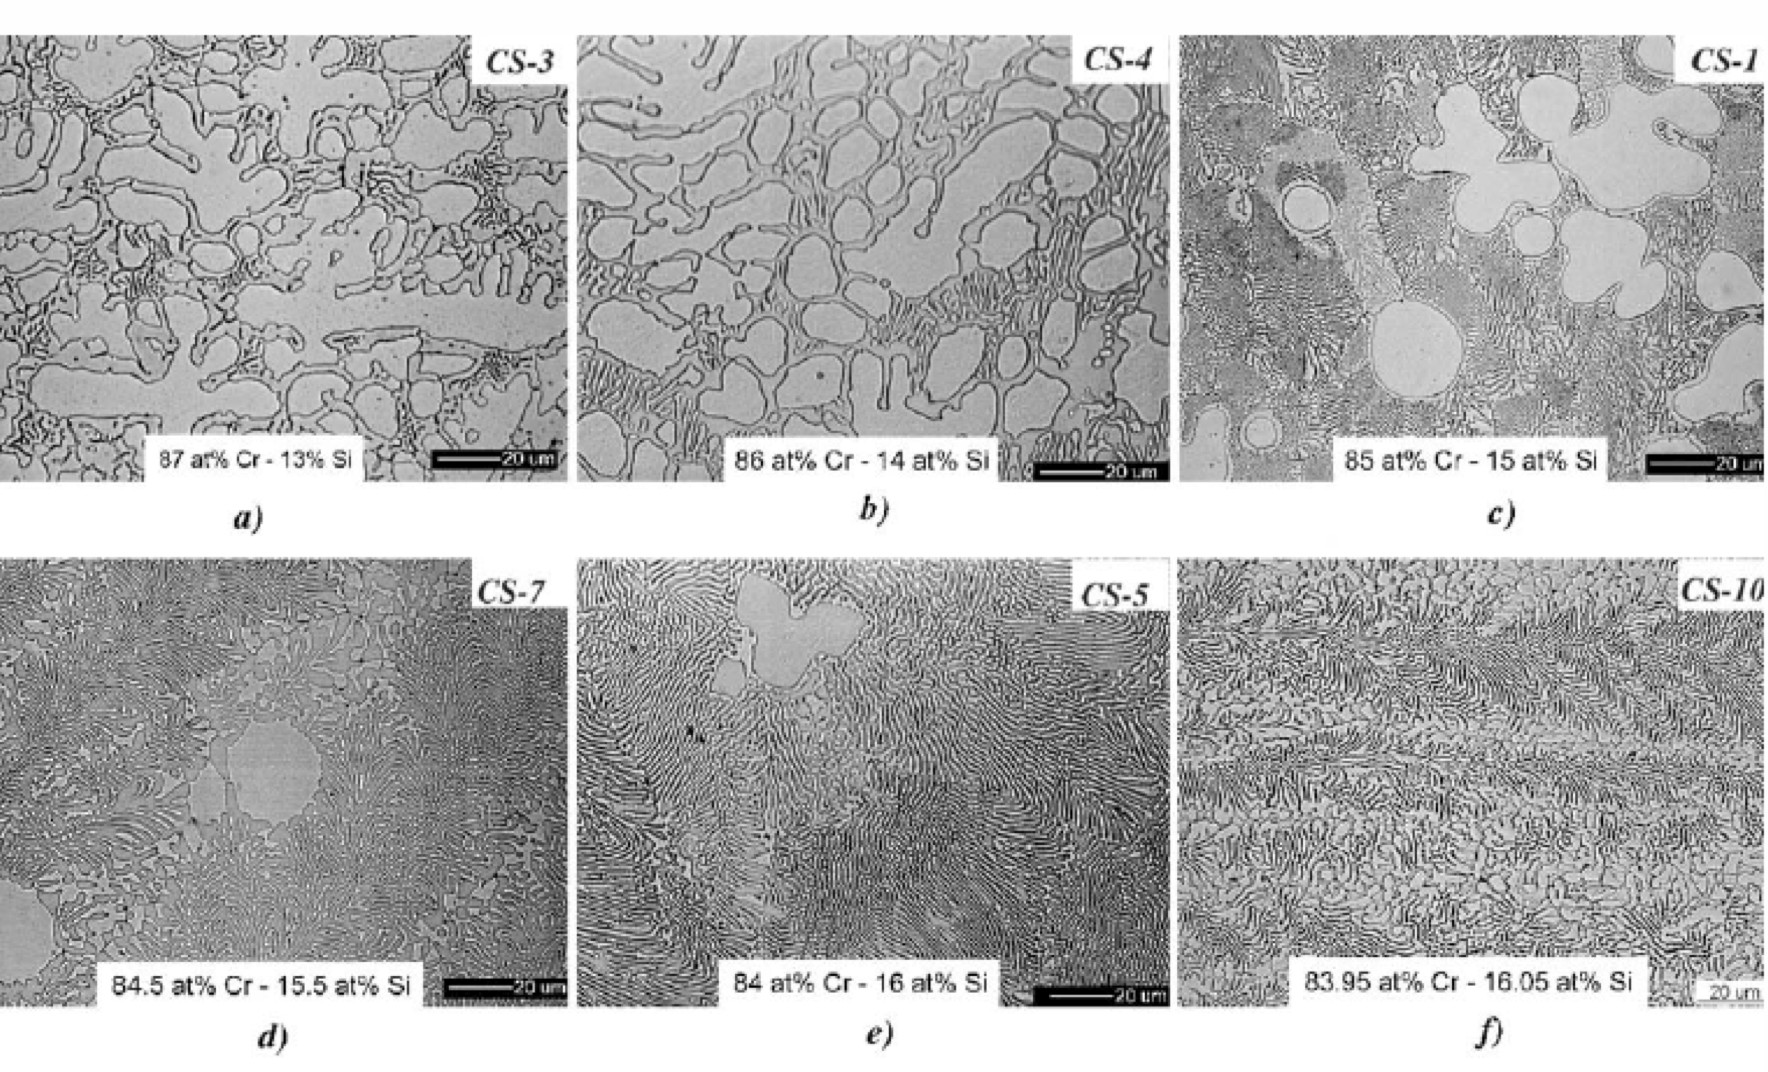 CS-3
CS-4
CS-1
87 at% Cr - 13% Si
20 um
86 at% Cr - 14 at% Si
20 um
85 at% Cr - 15 at% Si
20 um
a)
b)
c)
CS-7
CS-5
CS-10
84.5 at% Cr - 15.5 at% Si
20 um
84 at% Cr - 16 at% Si
20 um
83.95 at% Cr - 16.05 at% Si
20 um
d)
e)
f)